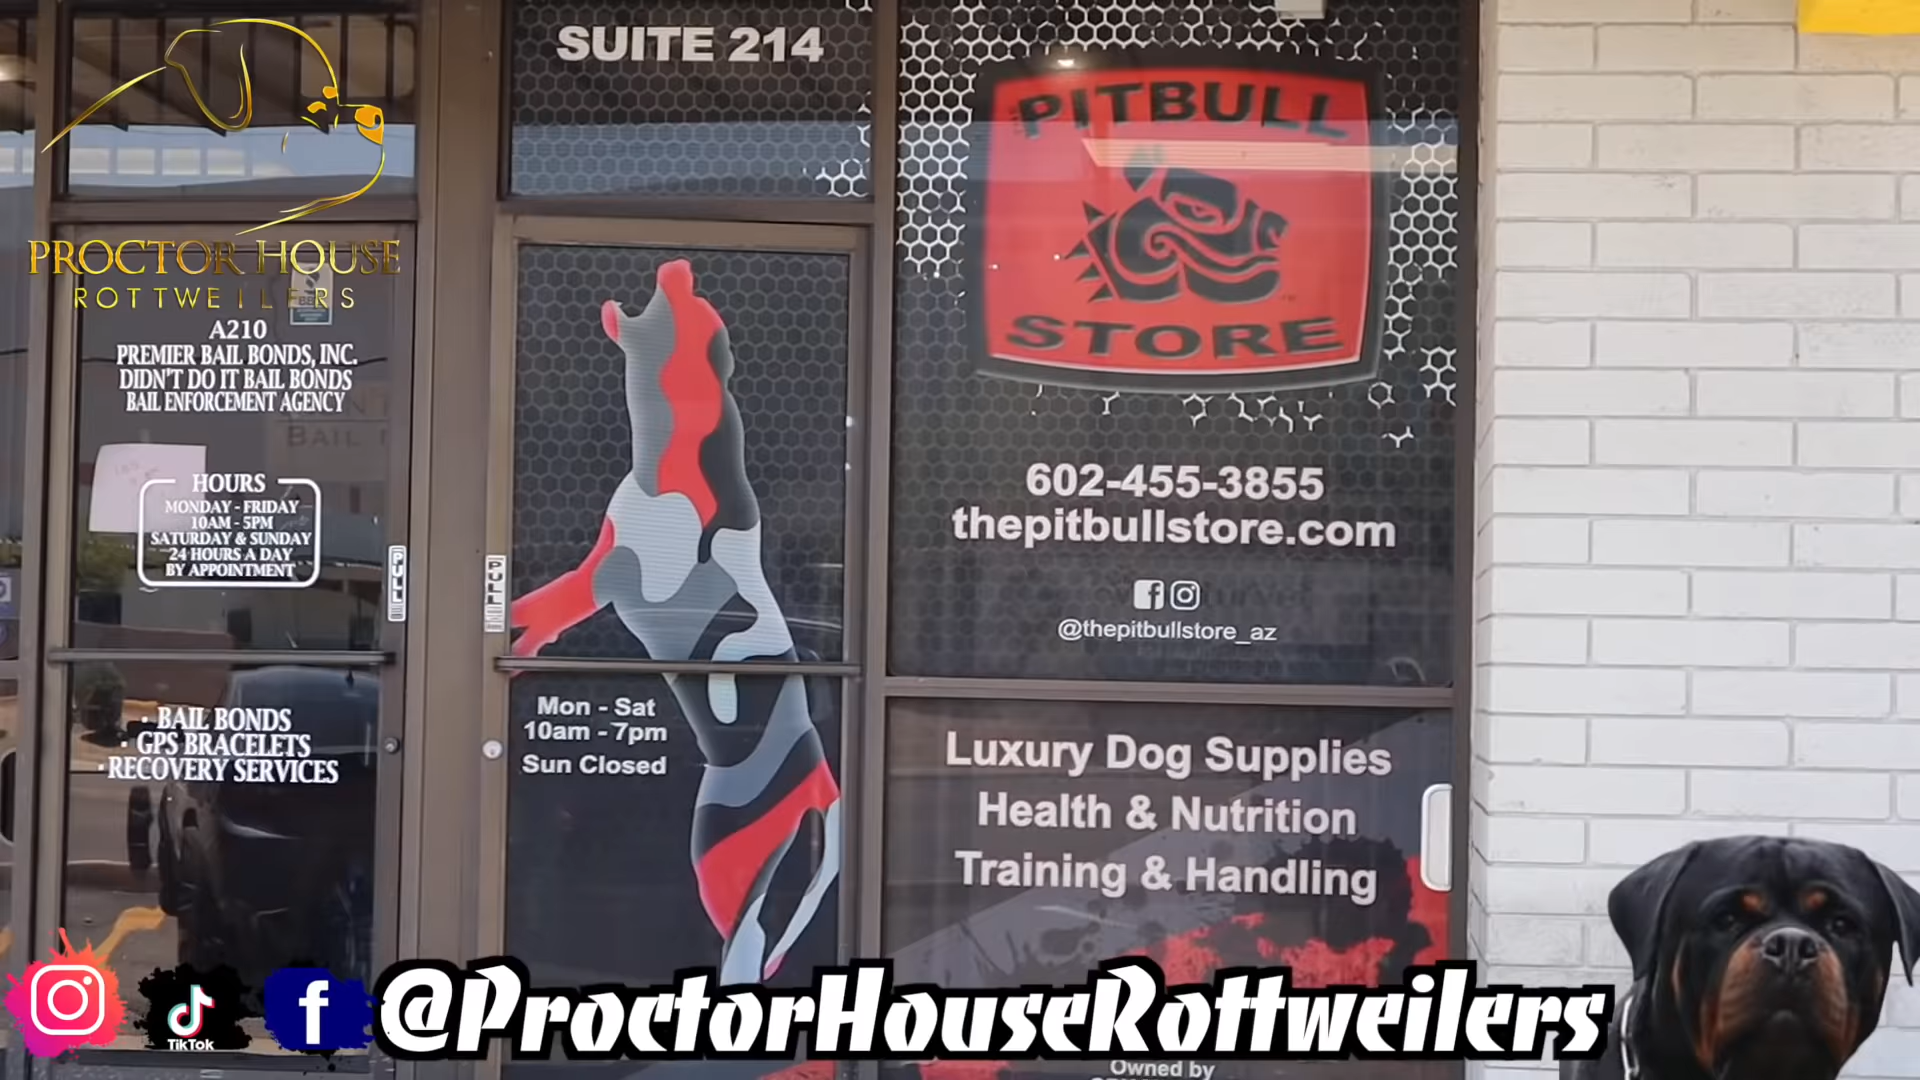 PROCTOR HOUSE
ROTTWEILERS
A210
PREMIER BAIL BONDS, INC.
DIDN'T DO IT BAIL BONDS
BAIL ENFORCEMENT AGENCY
HOURS
MONDAY - FRIDAY
10AM - 5PM
SATURDAY & SUNDAY
24 HOURS A DAY
BY APPOINTMENT
PULL
· BAIL BONDS
· GPS BRACELETS
· RECOVERY SERVICES
SUITE 214
PULL
Mon - Sat
10am - 7pm
Sun Closed
PITBULL
STORE
602-455-3855
thepitbullstore.com
@thepitbullstore_az
Luxury Dog Supplies
Health & Nutrition
Training & Handling
Owned by
TikTok
@ProctorHouseRottweilers